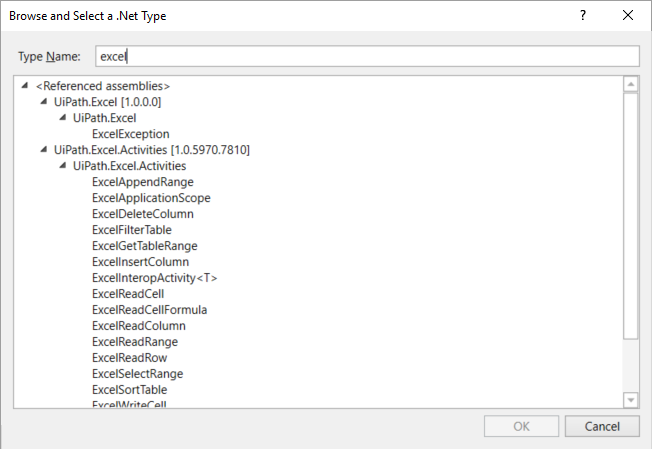 Browse and Select a .Net Type
Type Name: excel
<Referenced assemblies>
UiPath.Excel [1.0.0.0]
UiPath.Excel
ExcelException
UiPath.Excel.Activities [1.0.5970.7810]
UiPath.Excel.Activities
ExcelAppendRange
ExcelApplicationScope
ExcelDeleteColumn
ExcelFilterTable
ExcelGetTableRange
ExcelInsertColumn
ExcelInteropActivity<T>
ExcelReadCell
ExcelReadCellFormula
ExcelReadColumn
ExcelReadRange
ExcelReadRow
ExcelSelectRange
ExcelSortTable
ExcelWriteCell
OK Cancel